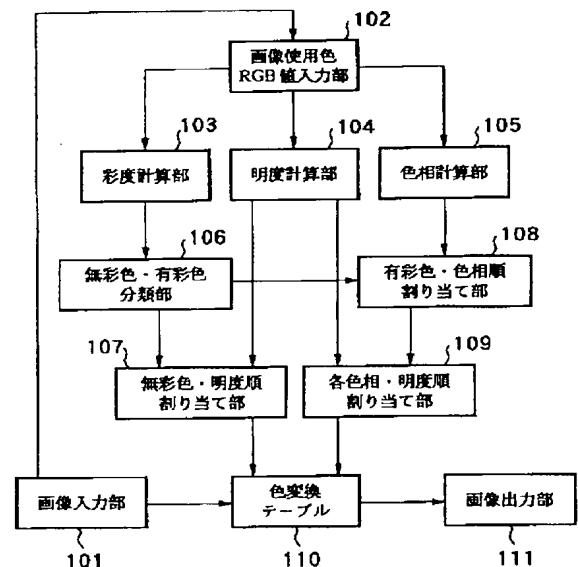 102
画像使用色
RGB値入力部
103
104
105
彩度計算部
明度計算部
色相計算部
106
108
無彩色・有彩色
分類部
有彩色・色相順
割り当て部
107
109
無彩色・明度順
割り当て部
各色相・明度順
割り当て部
画像入力部
色変換
テーブル
画像出力部
101
110
111